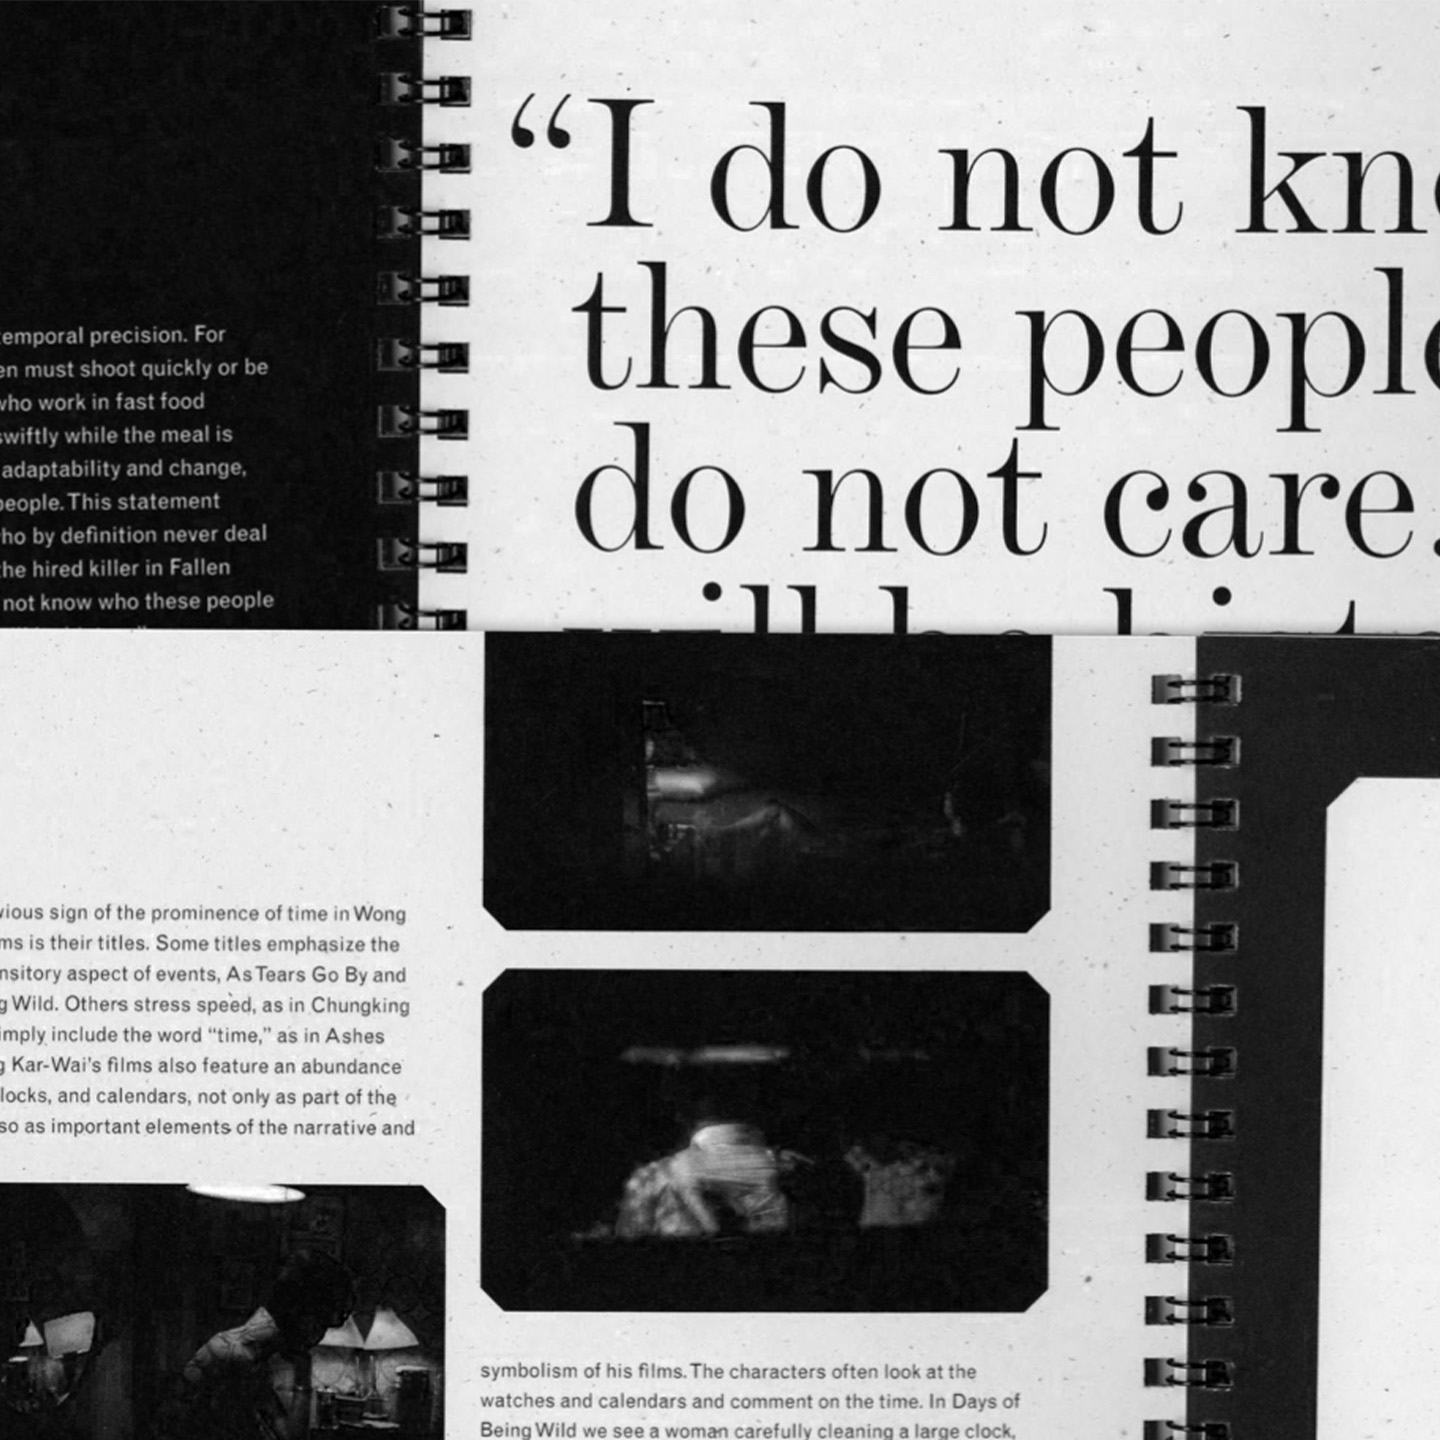 temporal precision. For
en must shoot quickly or be
who work in fast food
swiftly while the meal is
adaptability and change,
people. This statement
ho by definition never deal
the hired killer in Fallen
not know who these people
“I do not kno
these people
do not care.
vious sign of the prominence of time in Wong
ms is their titles. Some titles emphasize the
nsitory aspect of events, As Tears Go By and
g Wild. Others stress speed, as in Chungking
imply include the word “time,” as in Ashes
g Kar-Wai’s films also feature an abundance
locks, and calendars, not only as part of the
so as important elements of the narrative and
symbolism of his films. The characters often look at the
watches and calendars and comment on the time. In Days of
Being Wild we see a woman carefully cleaning a large clock,